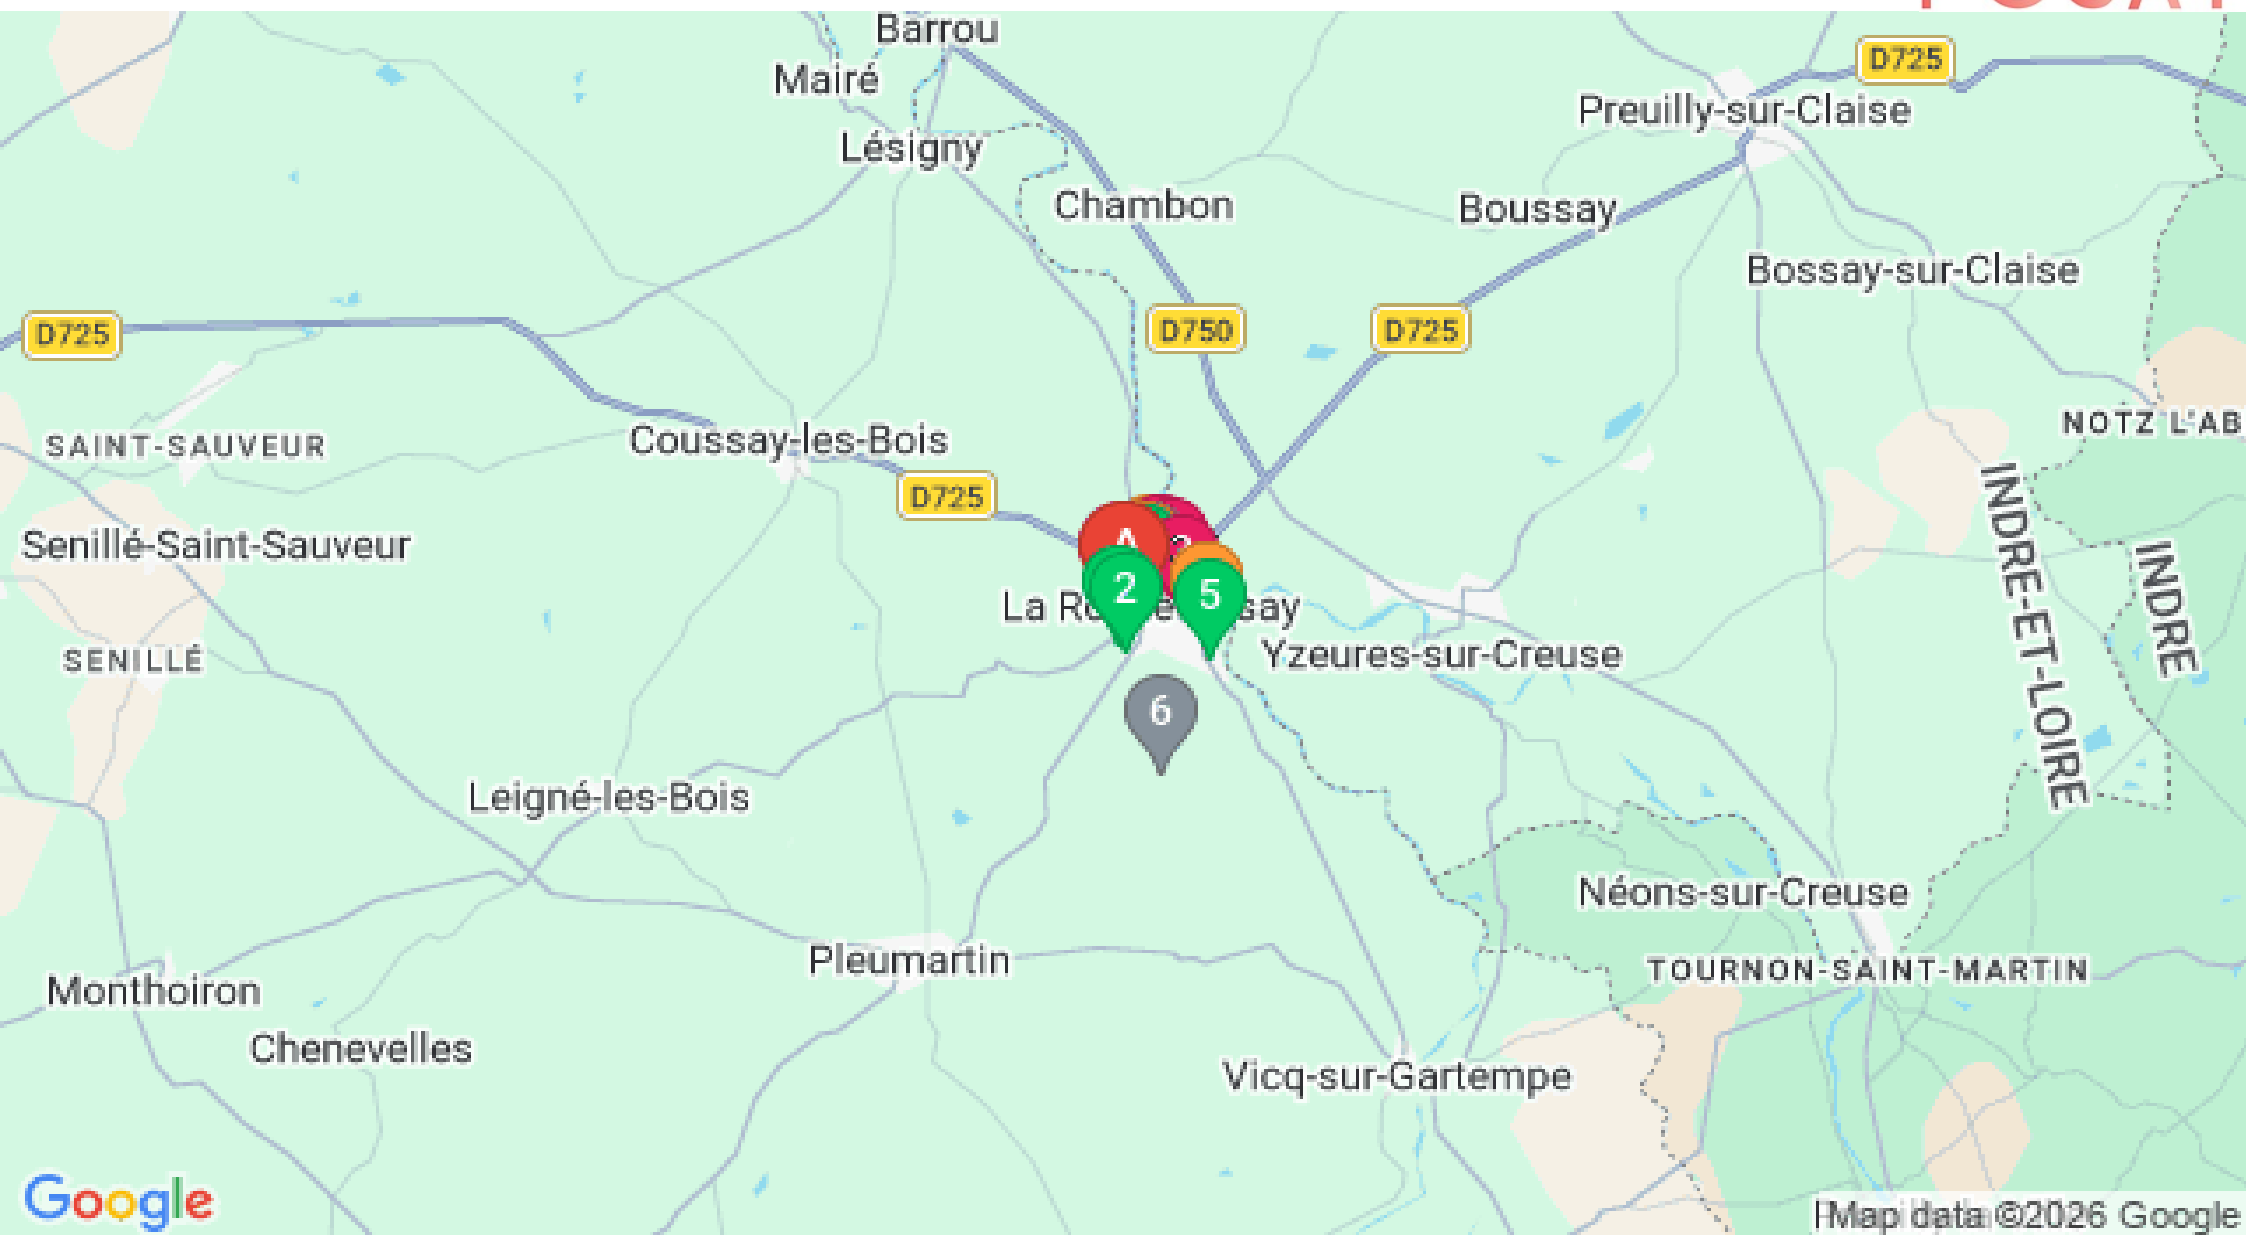 Barrou
D725
Mairé
Preuilly-sur-Claise
Lésigny
Chambon
Boussay
Bossay-sur-Claise
D725
D750
D725
NOTZ L'AB
SAINT-SAUVEUR
Coussay-les-Bois
D725
INDRE-ET-LOIRE
INDRE
Senillé-Saint-Sauveur
A
2
5
La Ro
say
SENILLÉ
Yzeures-sur-Creuse
6
Leigné-les-Bois
Néons-sur-Creuse
Pleumartin
TOURNON-SAINT-MARTIN
Monthoiron
Chenevelles
Vicq-sur-Gartempe
Google
Map data ©2026 Google